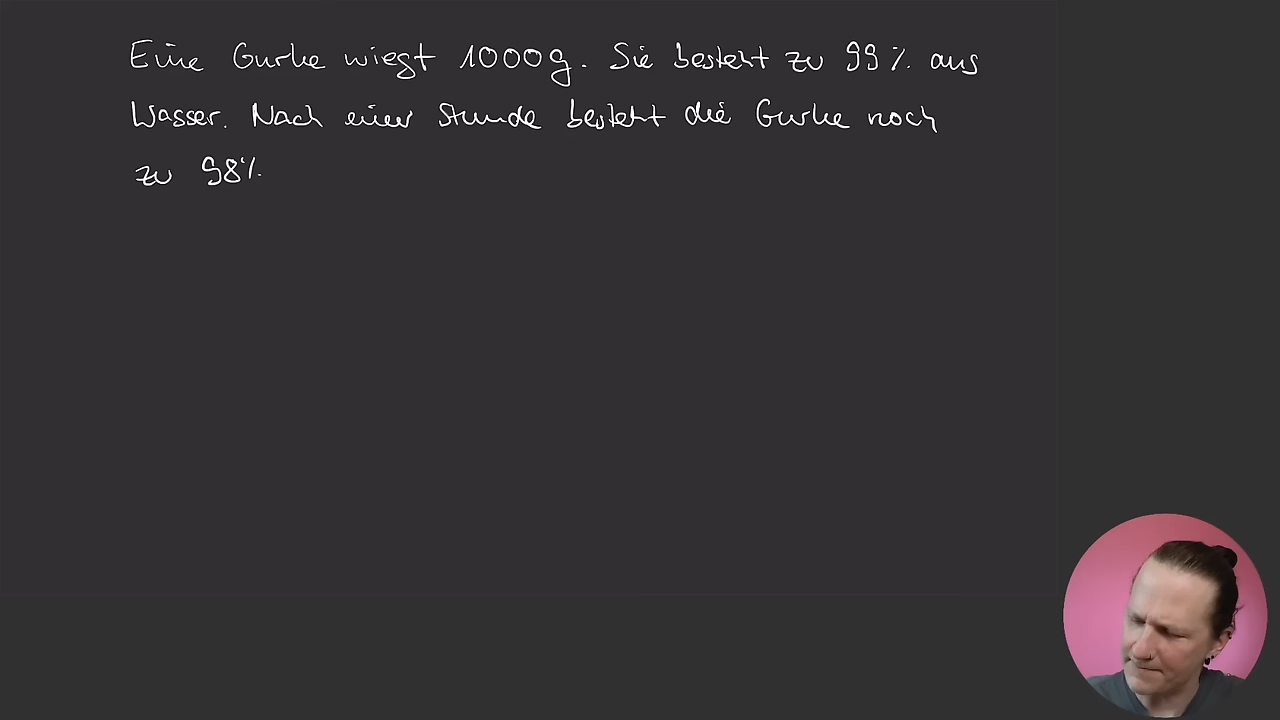 Eine Gurke wiegt 1000g. Sie besteht zu 99% aus
Wasser. Nach einer Stunde besteht die Gurke noch
zu 98%